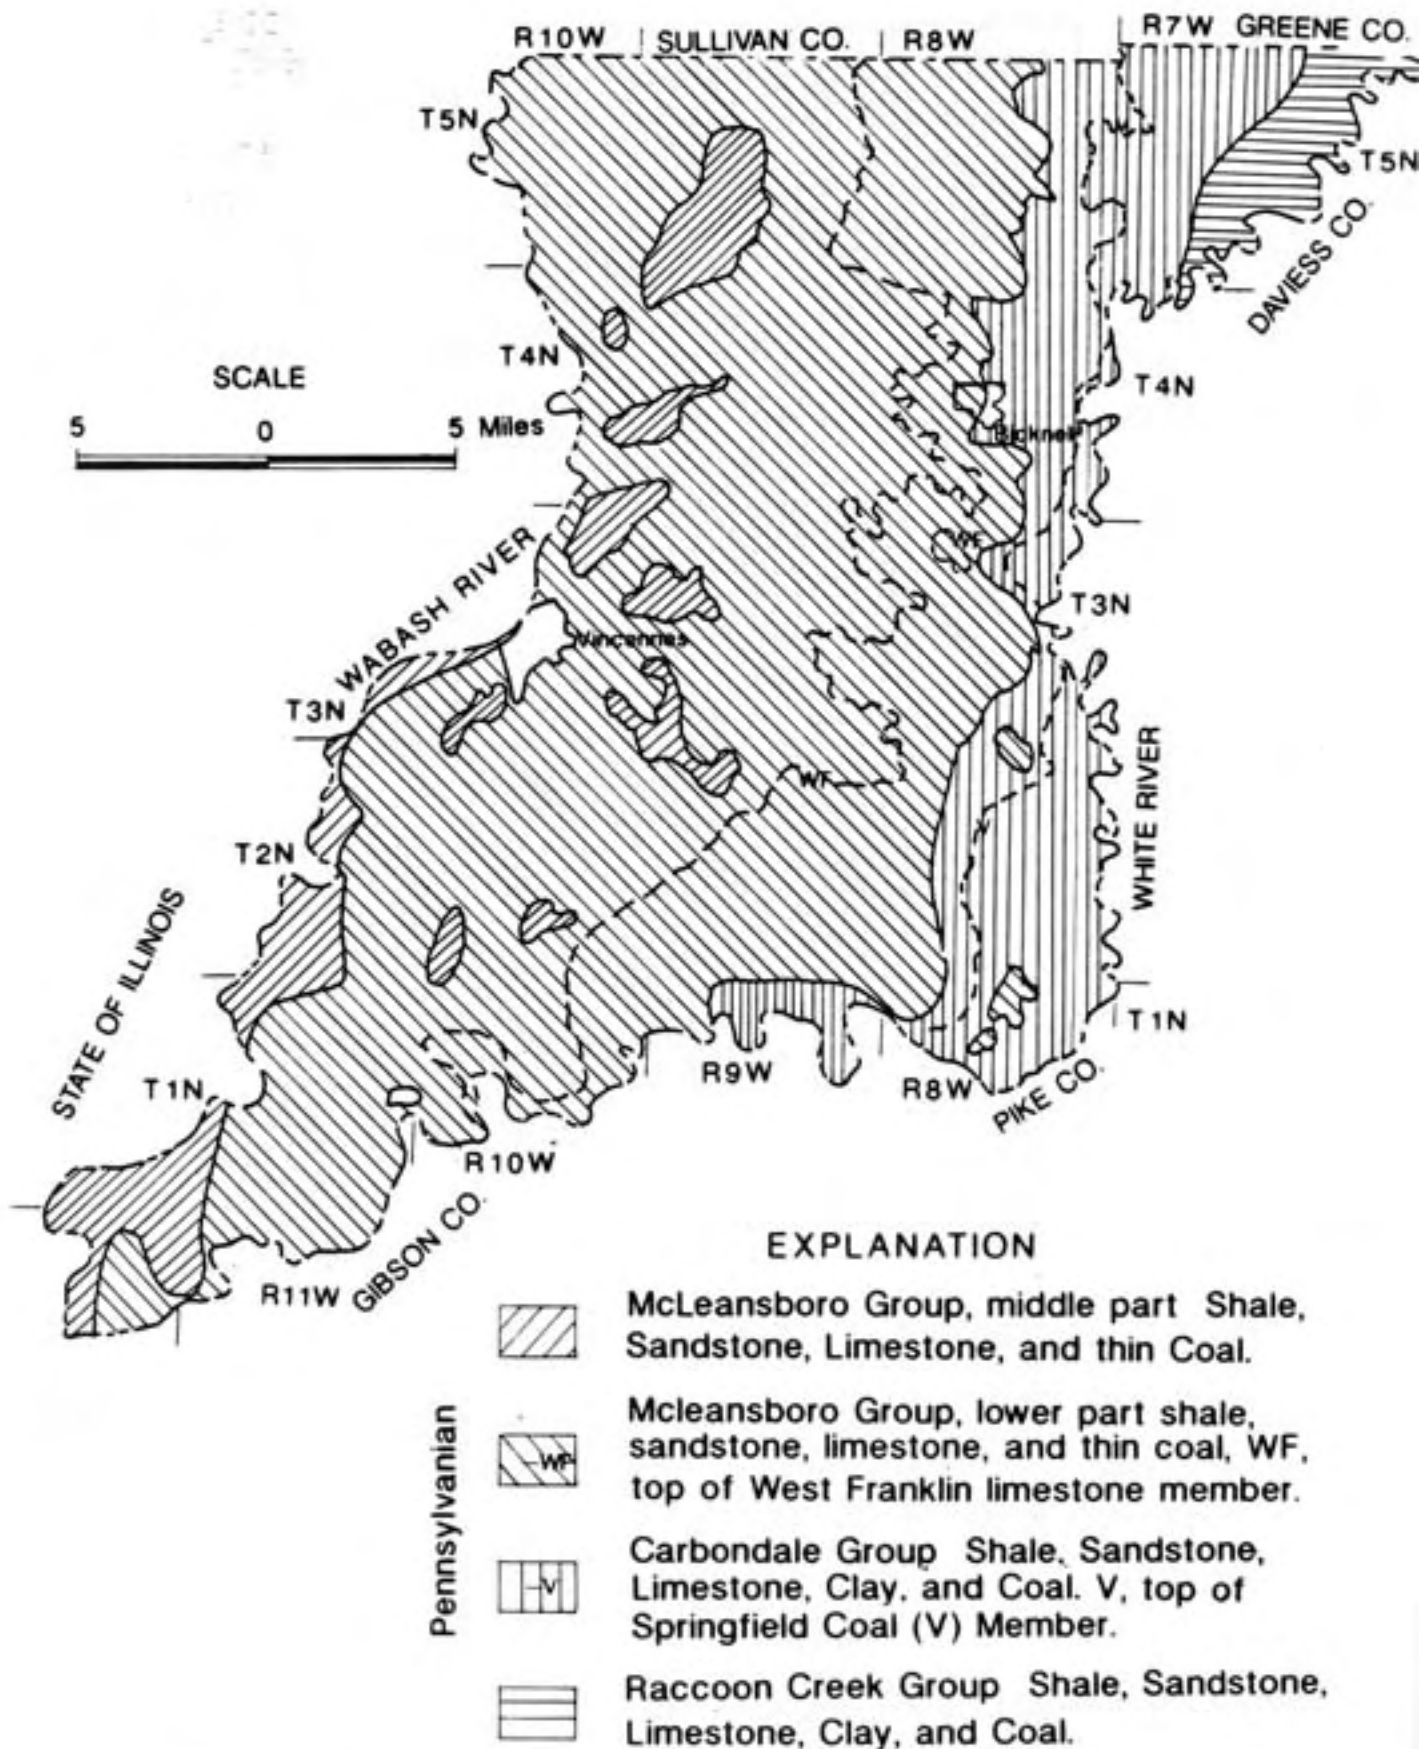 R10W SULLIVAN CO. R8W R7W GREENE CO.
T5N
T5N
DAVIESS CO.
T4N
T4N
SCALE
5 0 5 Miles
Bicknell
WF
WABASH RIVER
T3N
Vincennes
T3N
WF
WHITE RIVER
T2N
STATE OF ILLINOIS
T1N
T1N
R9W
R8W
PIKE CO.
R10W
GIBSON CO.
R11W
EXPLANATION
Pennsylvanian
McLeansboro Group, middle part Shale,
Sandstone, Limestone, and thin Coal.
WF
Mcleansboro Group, lower part shale,
sandstone, limestone, and thin coal, WF,
top of West Franklin limestone member.
V
Carbondale Group Shale, Sandstone,
Limestone, Clay, and Coal. V, top of
Springfield Coal (V) Member.
Raccoon Creek Group Shale, Sandstone,
Limestone, Clay, and Coal.